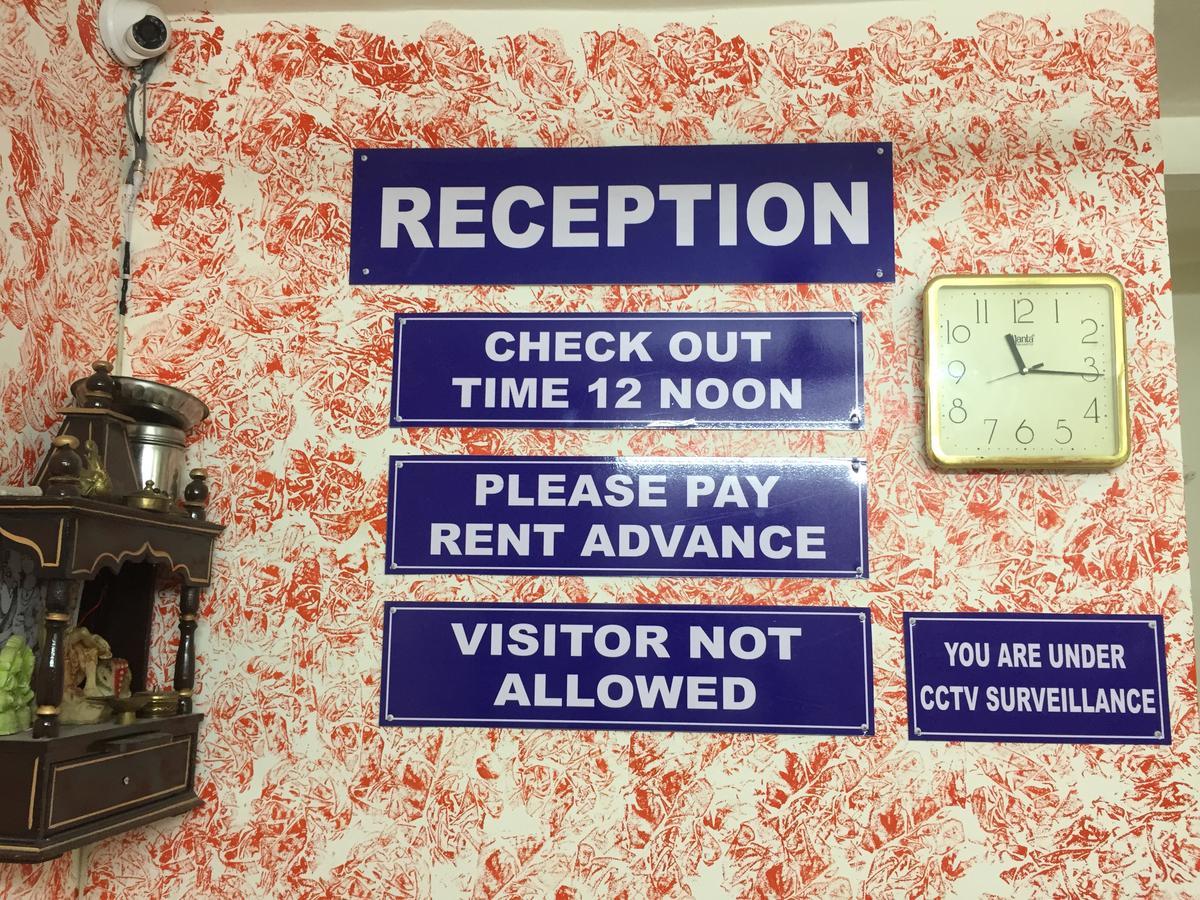 RECEPTION
CHECK OUT
TIME 12 NOON
PLEASE PAY
RENT ADVANCE
VISITOR NOT
ALLOWED
YOU ARE UNDER
CCTV SURVEILLANCE
11 12 1
10 2
9 3
8 4
7 6 5